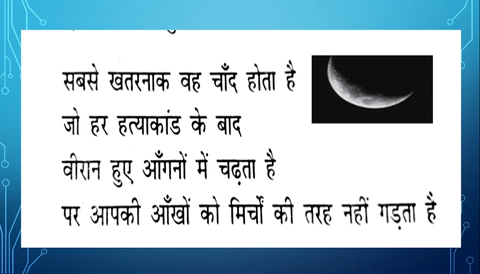 सबसे खतरनाक वह चाँद होता है
जो हर हत्याकांड के बाद
वीरान हुए आँगनों में चढ़ता है
पर आपकी आँखों को मिर्चों की तरह नहीं गड़ता है